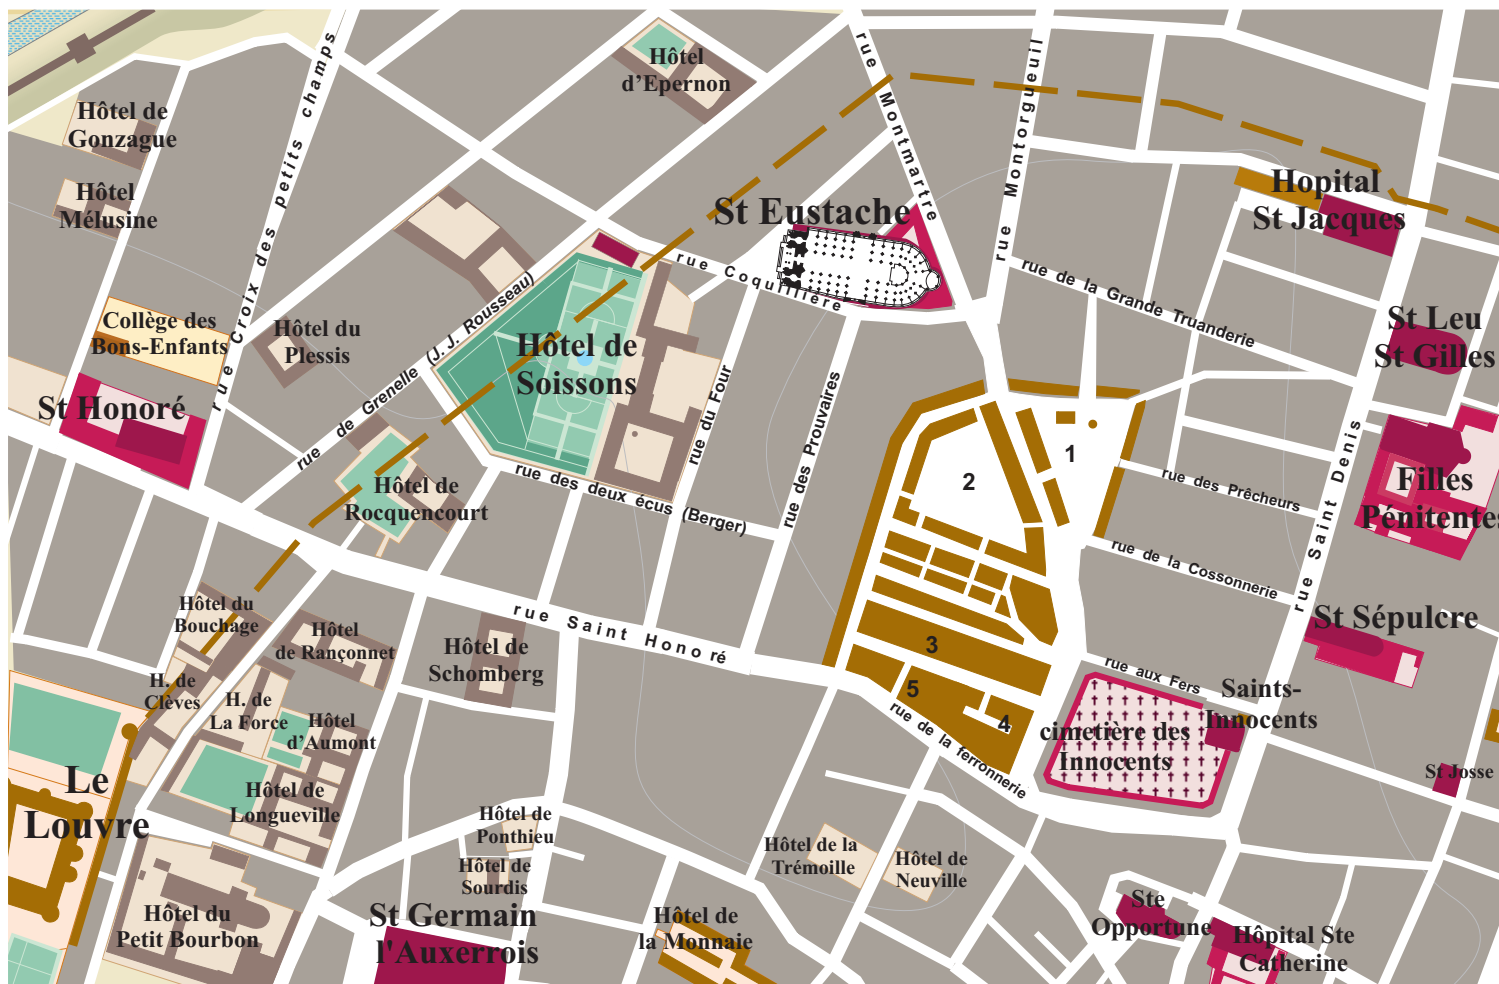 Hôtel
d'Epernon
Hôtel de
Gonzague
Hôtel
Mélusine
rue Croix des petits champs
rue Montmartre
rue Montorgueuil
Hopital
St Jacques
St Eustache
rue Coquillière
rue de la Grande Truanderie
Collège des
Bons-Enfants
Hôtel du
Plessis
rue de Grenelle (J. J. Rousseau)
Hôtel de
Soissons
St Leu
St Gilles
St Honoré
rue du Four
rue des Prouvaires
1
2
rue des deux écus (Berger)
Hôtel de
Rocquencourt
rue des Prêcheurs
rue Saint Denis
Filles
Pénitentes
rue de la Cossonnerie
Hôtel du
Bouchage
Hôtel
de Rançonnet
rue Saint Honoré
Hôtel de
Schomberg
3
5
4
St Sépulcre
rue aux Fers
Saints-
Innocents
H. de
Clèves
H. de
La Force
Hôtel
d'Aumont
rue de la ferronnerie
cimetière des
Innocents
St Josse
Le
Louvre
Hôtel de
Longueville
Hôtel de
Ponthieu
Hôtel de
Sourdis
Hôtel de la
Trémoille
Hôtel de
Neuville
Hôtel du
Petit Bourbon
St Germain
l'Auxerrois
Hôtel de
la Monnaie
Ste
Opportune
Hôpital Ste
Catherine